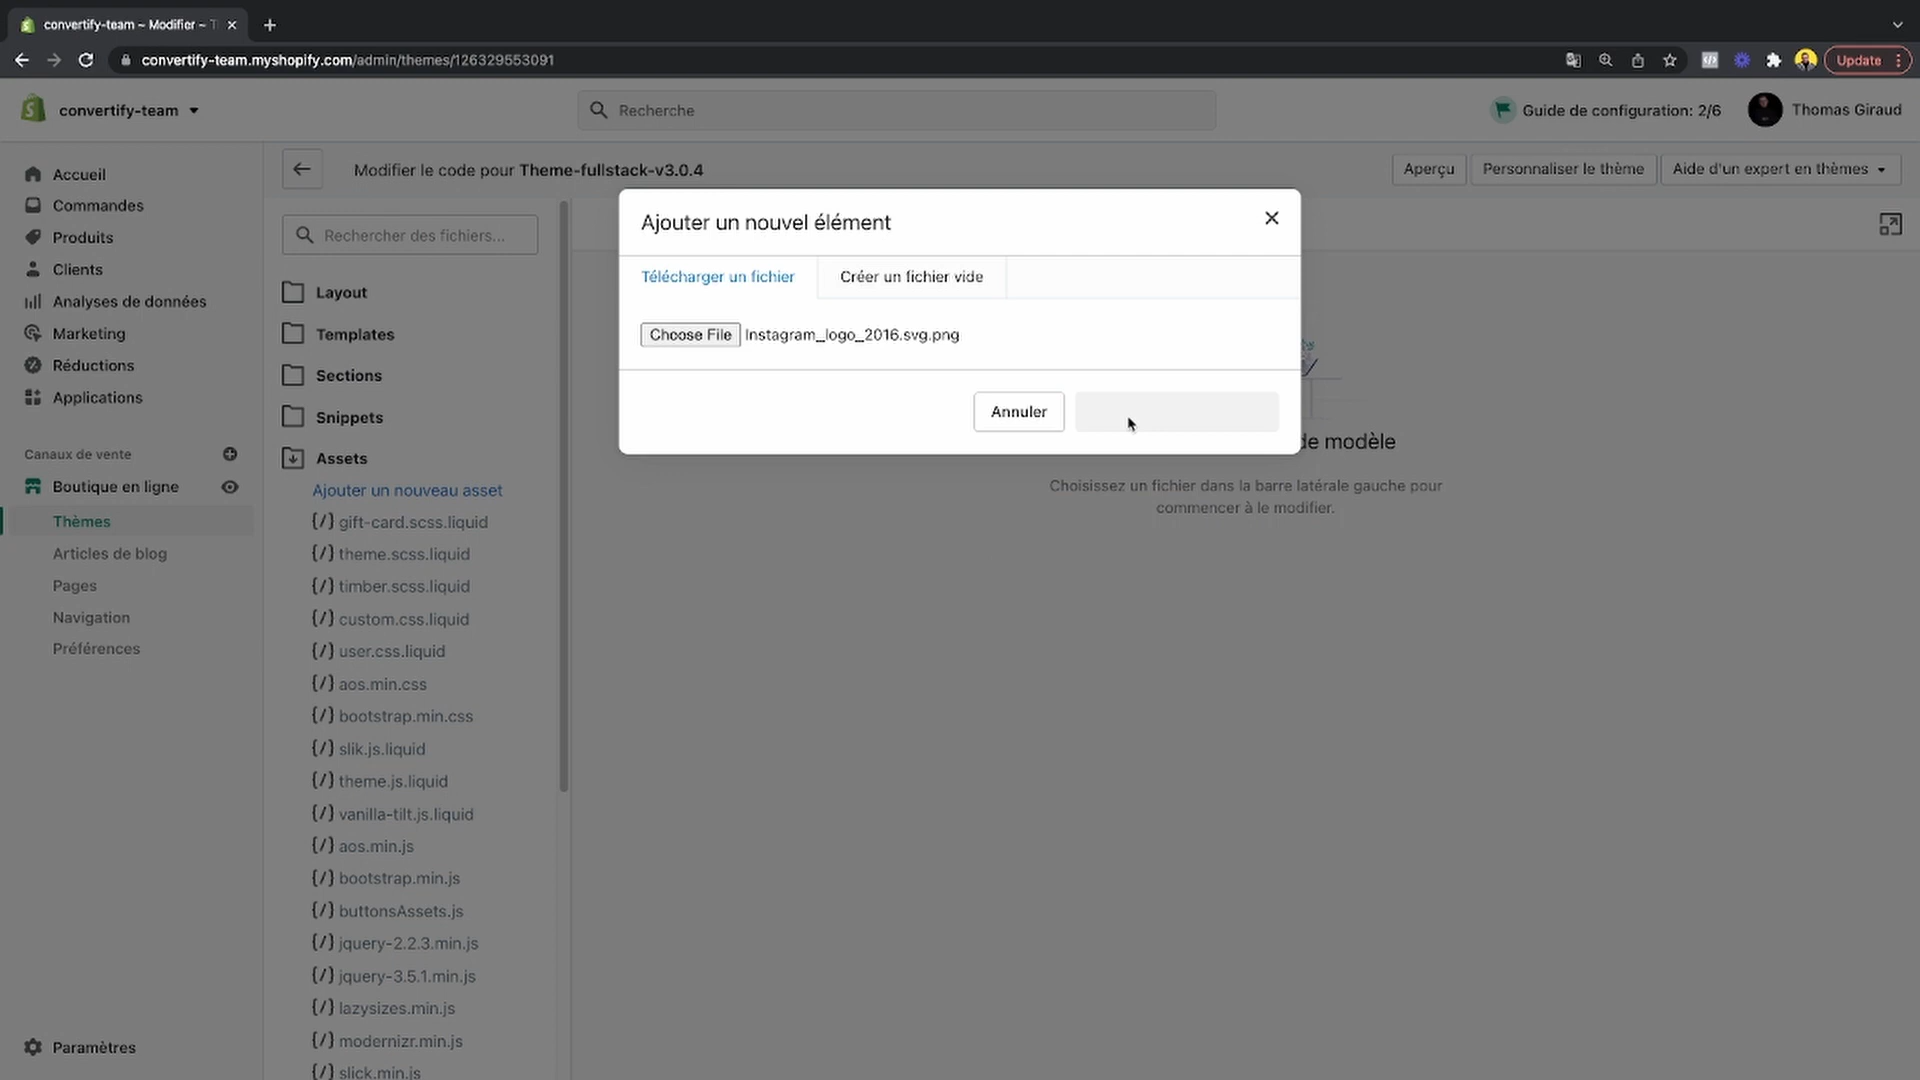 convertify-team ~ Modifier ~ T
convertify-team.myshopify.com/admin/themes/126329553091
Update
convertify-team
Recherche
Guide de configuration: 2/6
Thomas Giraud
Accueil
Commandes
Produits
Clients
Analyses de données
Marketing
Réductions
Applications
Canaux de vente
Boutique en ligne
Thèmes
Articles de blog
Pages
Navigation
Préférences
Paramètres
Modifier le code pour Theme-fullstack-v3.0.4
Aperçu
Personnaliser le thème
Aide d'un expert en thèmes
Rechercher des fichiers...
Layout
Templates
Sections
Snippets
Assets
Ajouter un nouveau asset
{/} gift-card.scss.liquid
{/} theme.scss.liquid
{/} timber.scss.liquid
{/} custom.css.liquid
{/} user.css.liquid
{/} aos.min.css
{/} bootstrap.min.css
{/} slik.js.liquid
{/} theme.js.liquid
{/} vanilla-tilt.js.liquid
{/} aos.min.js
{/} bootstrap.min.js
{/} buttonsAssets.js
{/} jquery-2.2.3.min.js
{/} jquery-3.5.1.min.js
{/} lazysizes.min.js
{/} modernizr.min.js
{/} slick.min.js
Ajouter un nouvel élément
Télécharger un fichier
Créer un fichier vide
Choose File Instagram_logo_2016.svg.png
Annuler
de modèle
Choisissez un fichier dans la barre latérale gauche pour
commencer à le modifier.